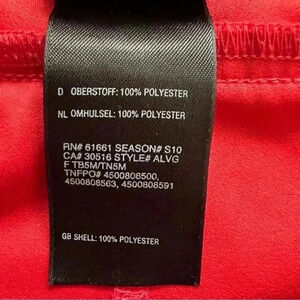 D OBERSTOFF: 100% POLYESTER
NL OMHULSEL: 100% POLYESTER
RN# 61661 SEASON# S10
CA# 30516 STYLE# ALVG
F TB5M/TN5M
TNFPO# 4500808500,
4500808563, 4500808591
GB SHELL: 100% POLYESTER